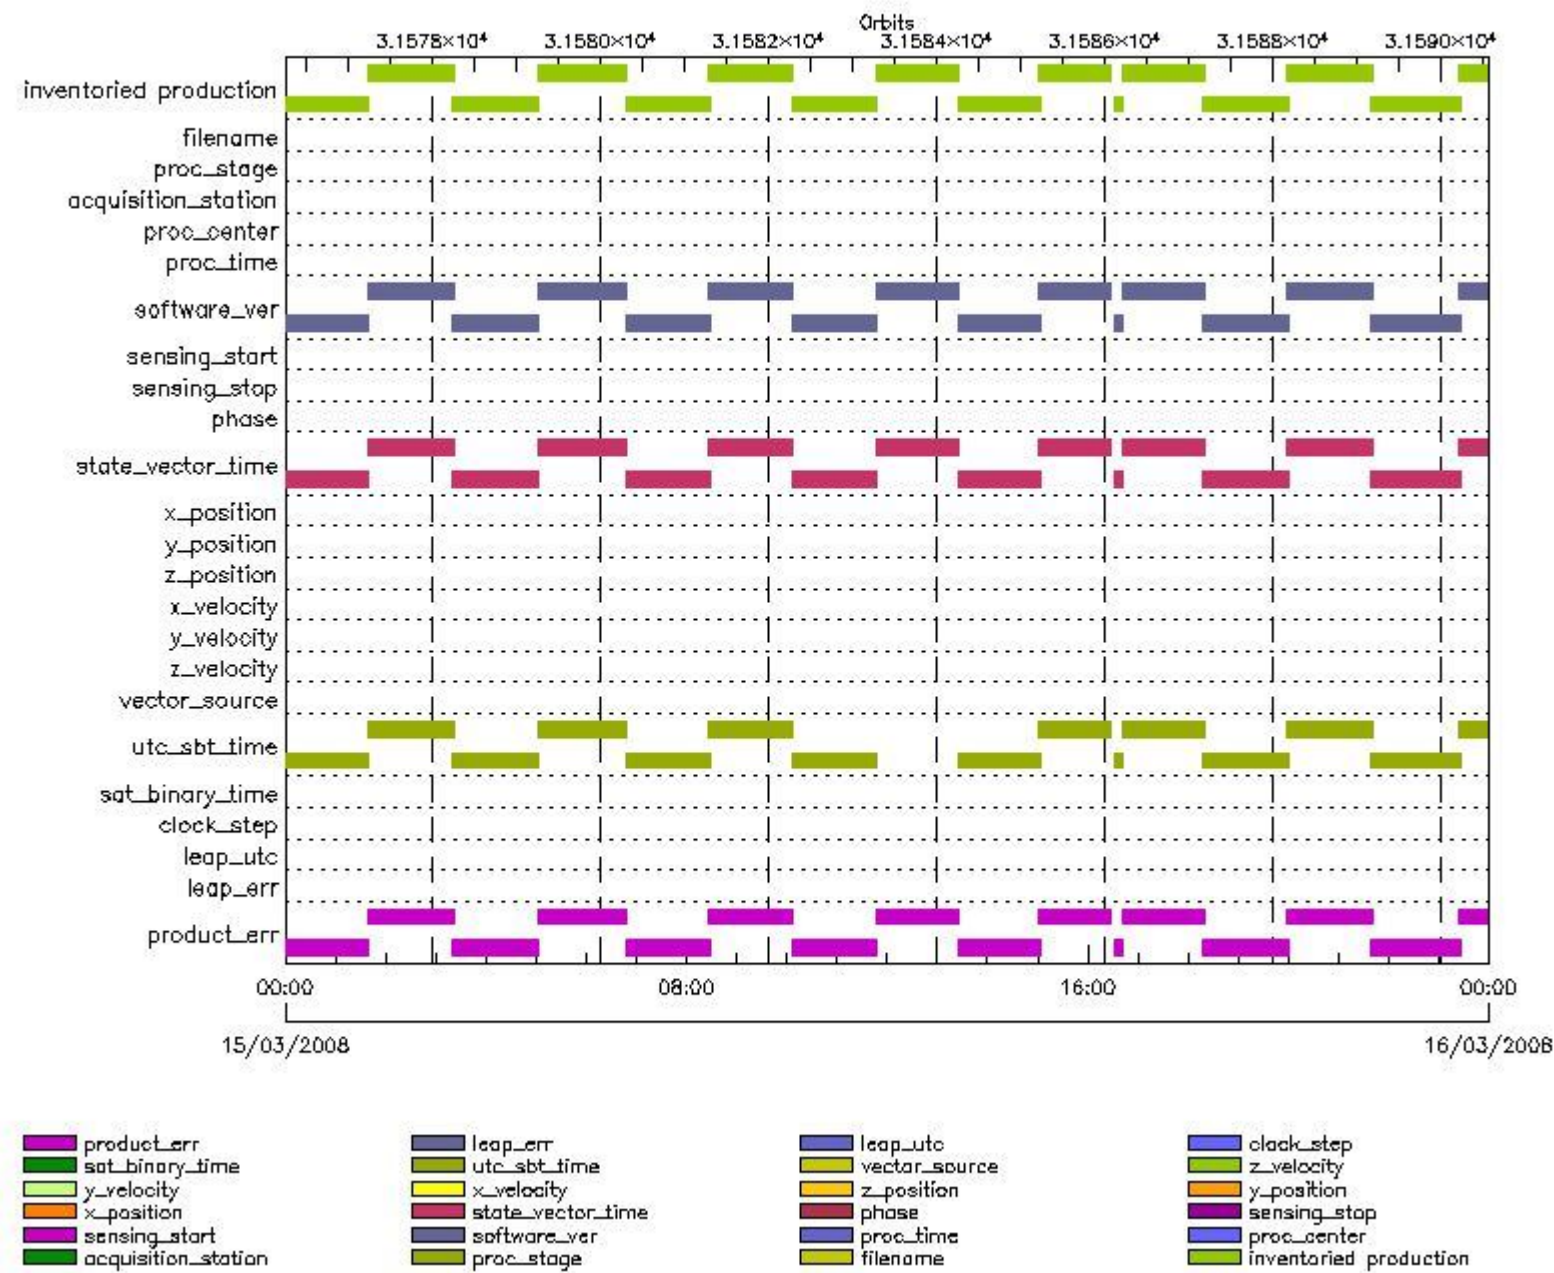 Orbits
3.1578×10⁴ 3.1580×10⁴ 3.1582×10⁴ 3.1584×10⁴ 3.1586×10⁴ 3.1588×10⁴ 3.1590×10⁴
inventoried production
filename
proc_stage
acquisition_station
proc_center
proc_time
software_ver
sensing_start
sensing_stop
phase
state_vector_time
x_position
y_position
z_position
x_velocity
y_velocity
z_velocity
vector_source
utc_sbt_time
sat_binary_time
clock_step
leap_utc
leap_err
product_err
00:00 08:00 16:00 00:00
15/03/2008 16/03/2008
product_err leap_err leap_utc clock_step
sat_binary_time utc_sbt_time vector_source z_velocity
y_velocity x_velocity z_position y_position
x_position state_vector_time phase sensing_stop
sensing_start software_ver proc_time proc_center
acquisition_station proc_stage filename inventoried production